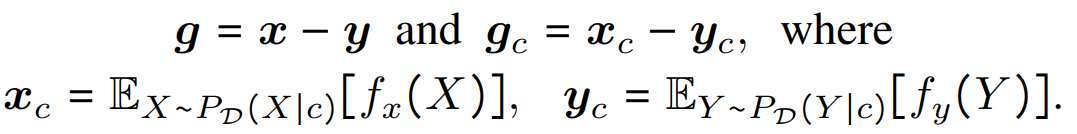 g = x − y and g_c = x_c − y_c, where
x_c = 𝔼_{X∼P_𝒟(X|c)}[f_x(X)], y_c = 𝔼_{Y∼P_𝒟(Y|c)}[f_y(Y)].